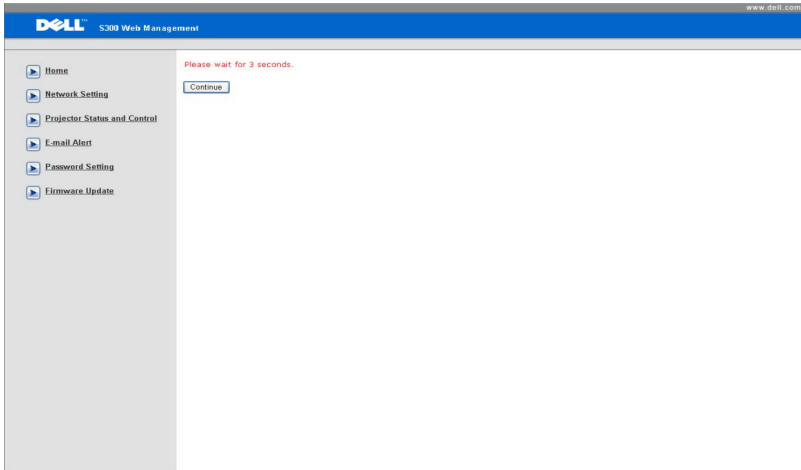 www.dell.com
DELL™ S300 Web Management
Home
Network Setting
Projector Status and Control
E-mail Alert
Password Setting
Firmware Update
Please wait for 3 seconds.
Continue